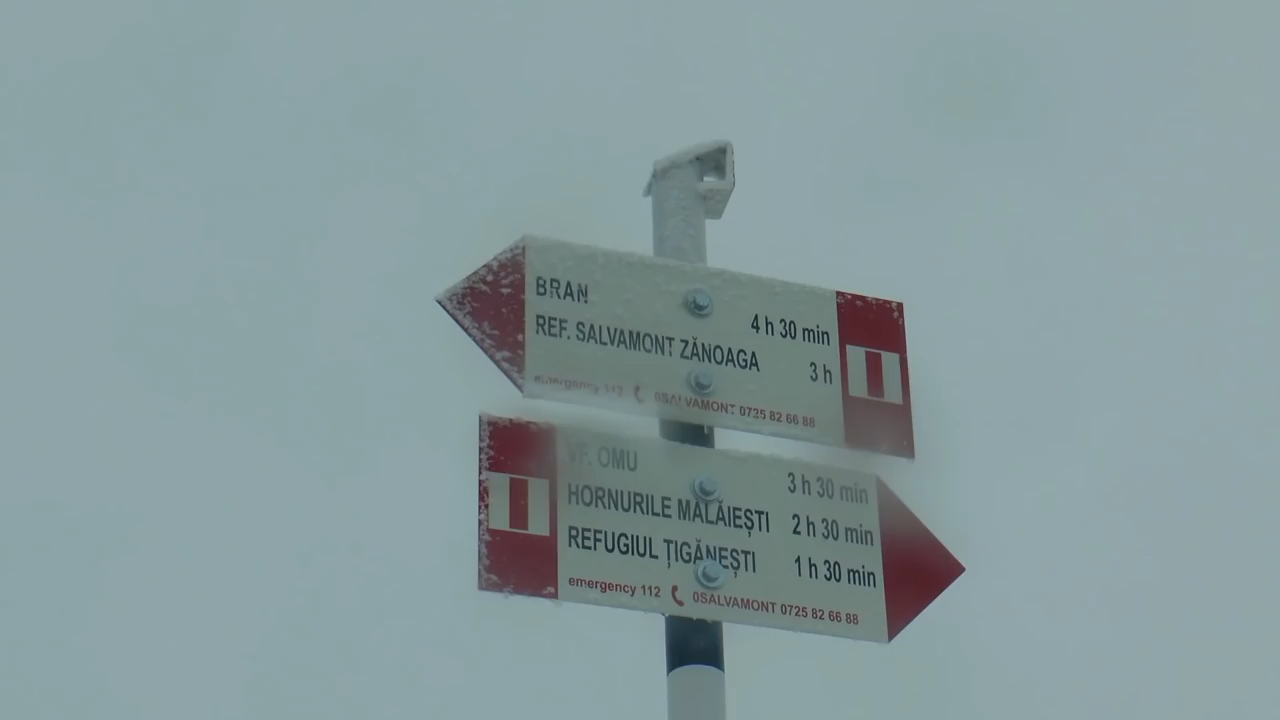 BRAN
4 h 30 min
REF. SALVAMONT ZĂNOAGA 3 h
emergency 112 0SALVAMONT 0725 82 66 88
VF. OMU 3 h 30 min
HORNURILE MĂLĂIEȘTI 2 h 30 min
REFUGIUL ȚIGĂNEȘTI 1 h 30 min
emergency 112 0SALVAMONT 0725 82 66 88